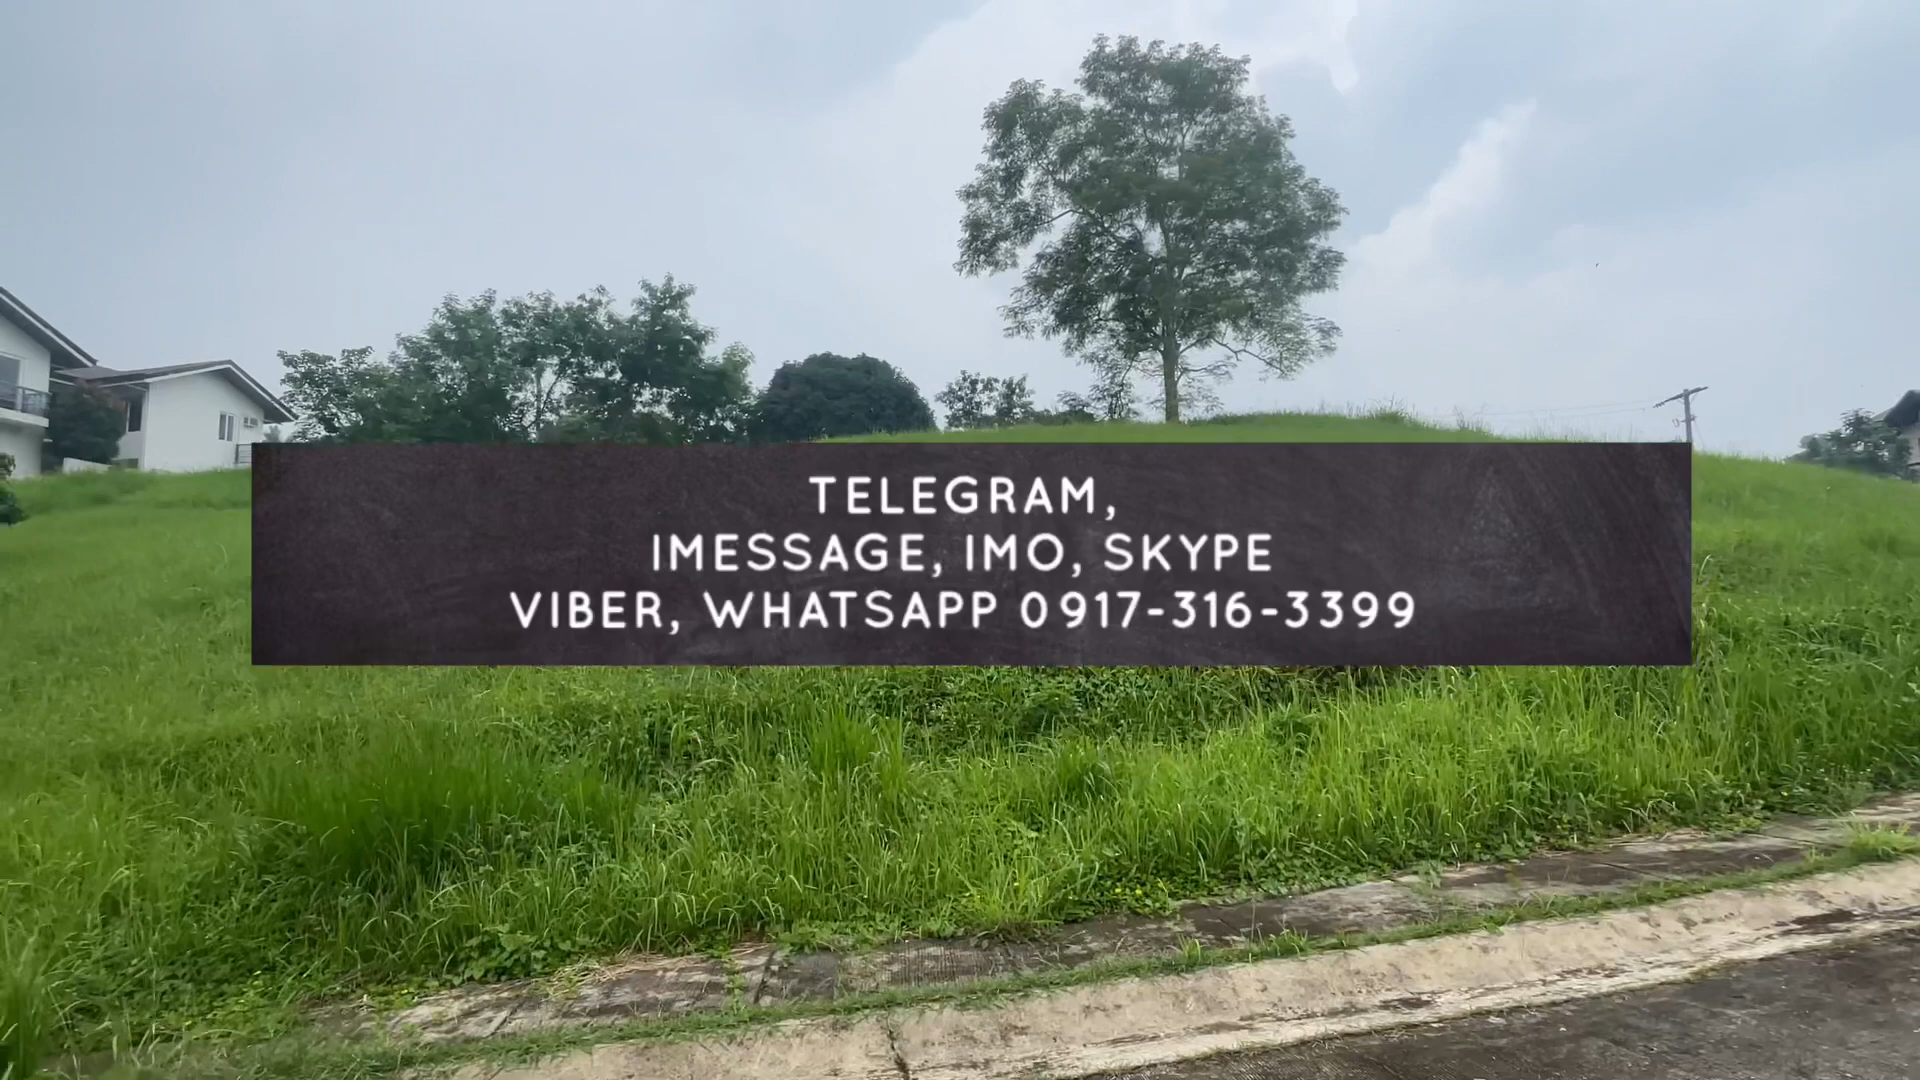 TELEGRAM,
IMESSAGE, IMO, SKYPE
VIBER, WHATSAPP 0917-316-3399